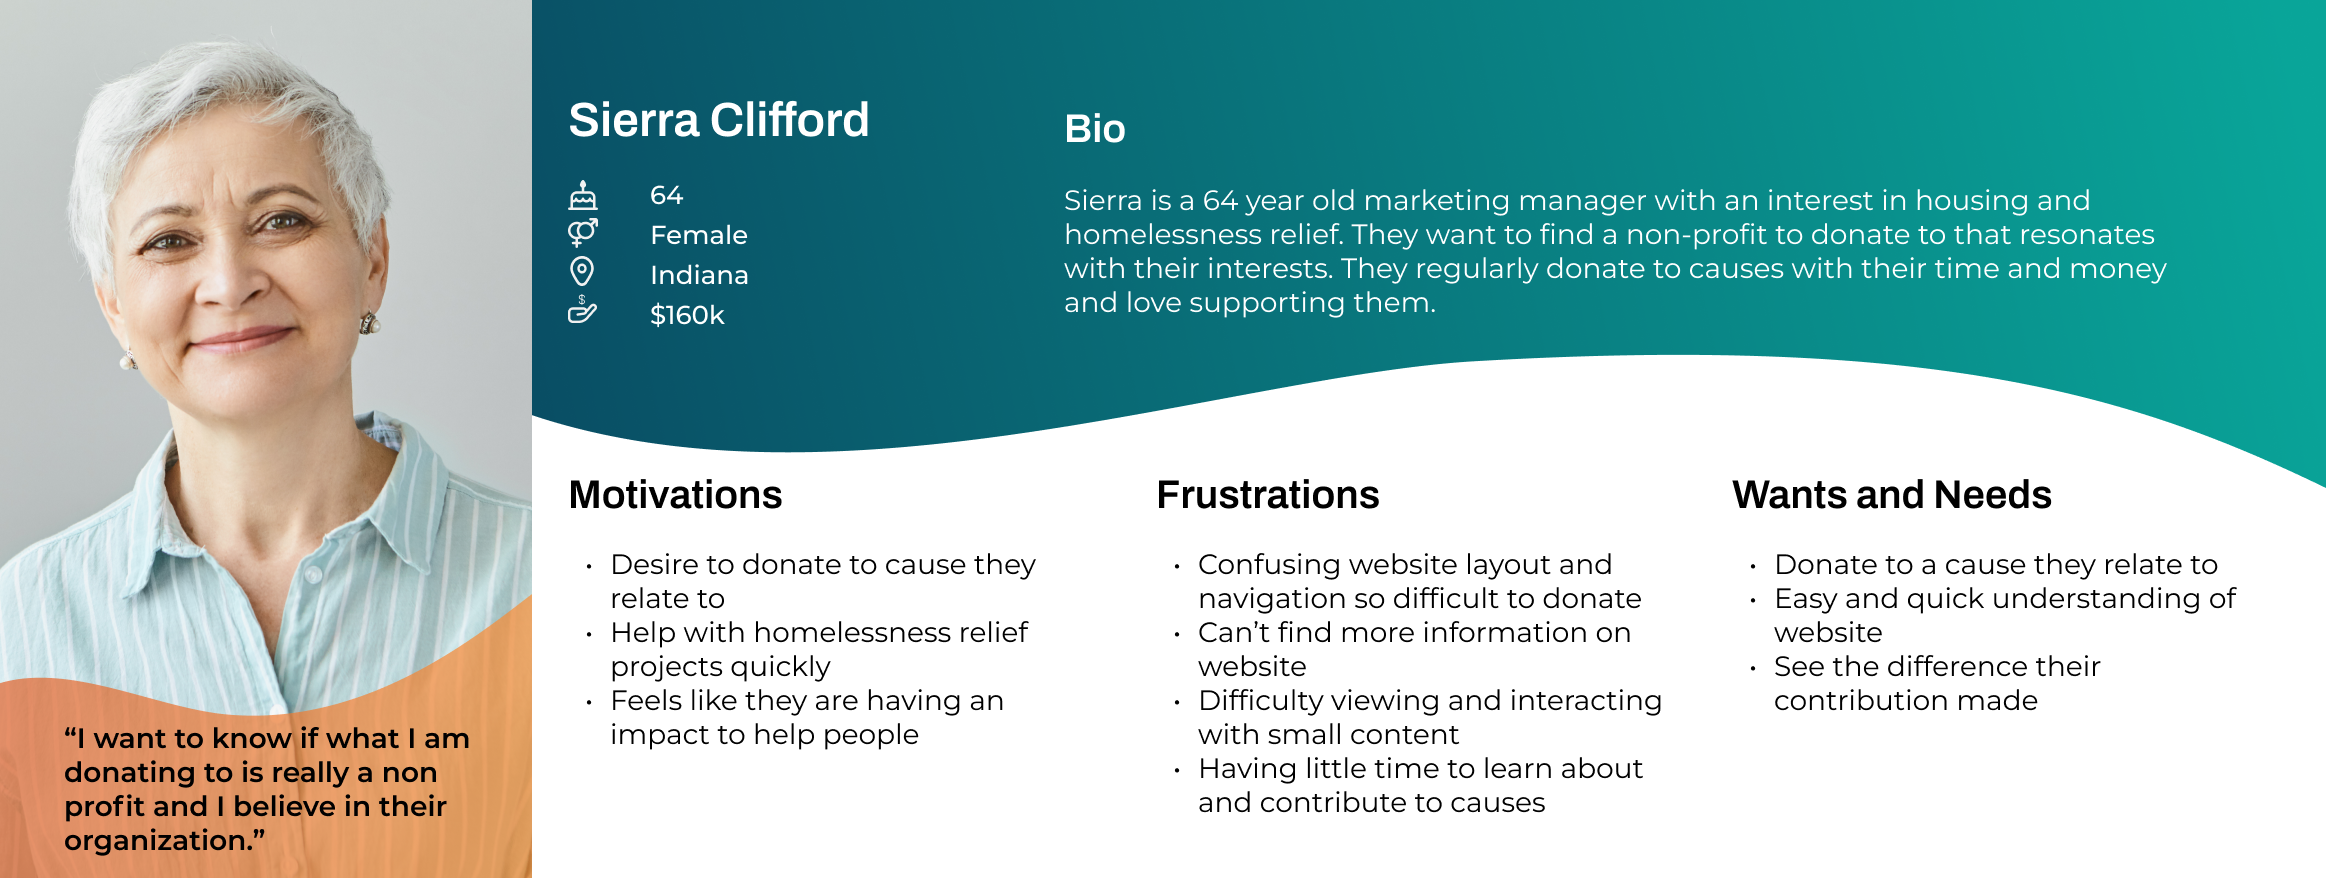 Sierra Clifford
64
Female
Indiana
$160k
Bio
Sierra is a 64 year old marketing manager with an interest in housing and
homelessness relief. They want to find a non-profit to donate to that resonates
with their interests. They regularly donate to causes with their time and money
and love supporting them.
Motivations
• Desire to donate to cause they
relate to
• Help with homelessness relief
projects quickly
• Feels like they are having an
impact to help people
Frustrations
• Confusing website layout and
navigation so difficult to donate
• Can’t find more information on
website
• Difficulty viewing and interacting
with small content
• Having little time to learn about
and contribute to causes
Wants and Needs
• Donate to a cause they relate to
• Easy and quick understanding of
website
• See the difference their
contribution made
“I want to know if what I am
donating to is really a non
profit and I believe in their
organization.”